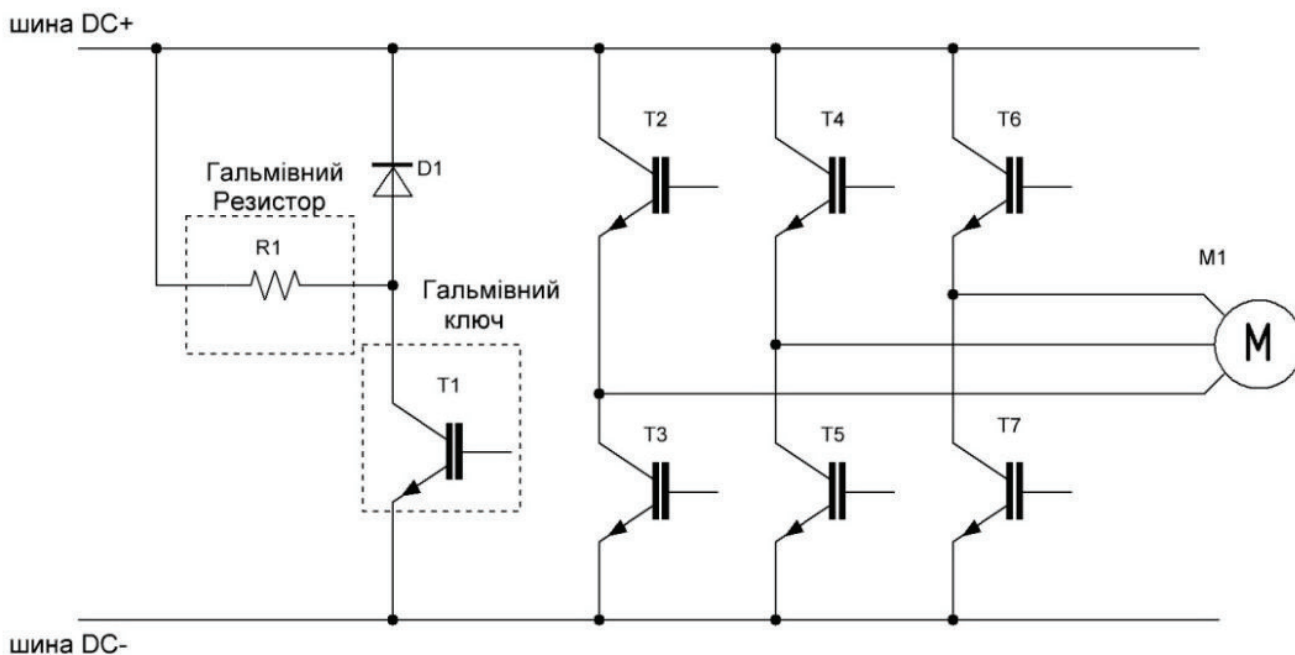 шина DC+
T2
T4
T6
D1
Гальмівний
Резистор
R1
M1
Гальмівний
ключ
M
T1
T3
T5
T7
шина DC-